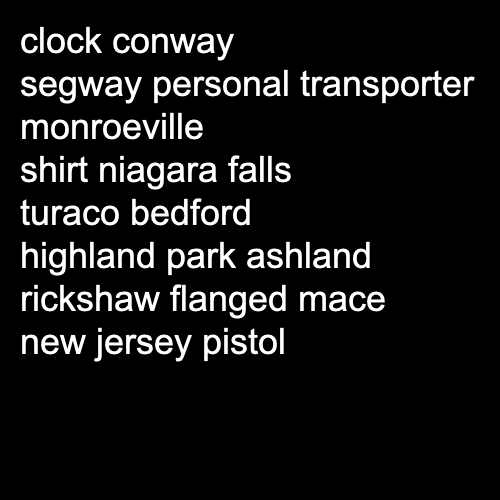 clock conway
segway personal transporter
monroeville
shirt niagara falls
turaco bedford
highland park ashland
rickshaw flanged mace
new jersey pistol